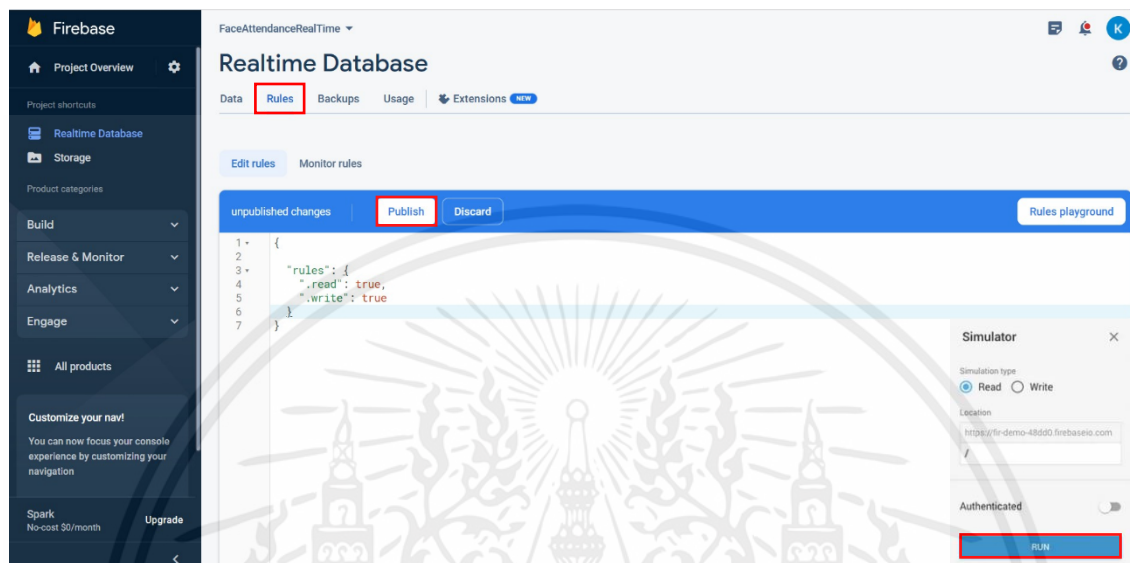 Firebase
Project Overview
Project shortcuts
Realtime Database
Storage
Product categories
Build
Release & Monitor
Analytics
Engage
All products
Customize your nav!
You can now focus your console
experience by customizing your
navigation
Spark
No-cost $0/month
Upgrade
FaceAttendanceRealTime
K
Realtime Database
Data Rules Backups Usage Extensions NEW
Edit rules Monitor rules
unpublished changes Publish Discard Rules playground
1 {
2
3 "rules": {
4 ".read": true,
5 ".write": true
6 }
7 }
Simulator
Simulation type
Read Write
Location
https://fir-demo-48dd0.firebaseio.com
/
Authenticated
RUN